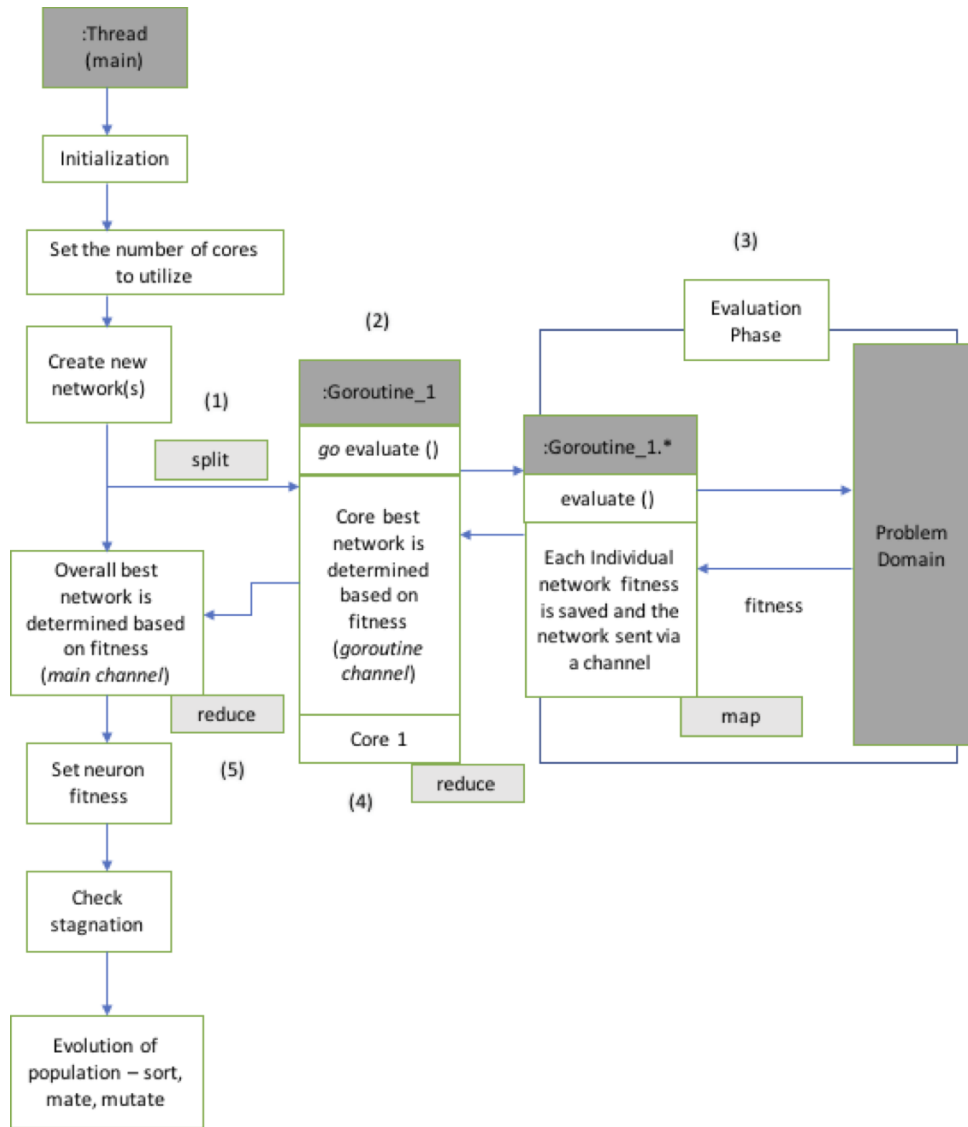 :Thread
(main)
Initialization
Set the number of cores
to utilize
Create new
network(s)
(1)
split
(2)
:Goroutine_1
go evaluate ()
Core best
network is
determined
based on
fitness
(goroutine
channel)
Core 1
(3)
Evaluation
Phase
:Goroutine_1.*
evaluate ()
Each Individual
network fitness
is saved and the
network sent via
a channel
fitness
Problem
Domain
map
reduce
(4)
Overall best
network is
determined based
on fitness
(main channel)
reduce
(5)
Set neuron
fitness
Check
stagnation
Evolution of
population – sort,
mate, mutate